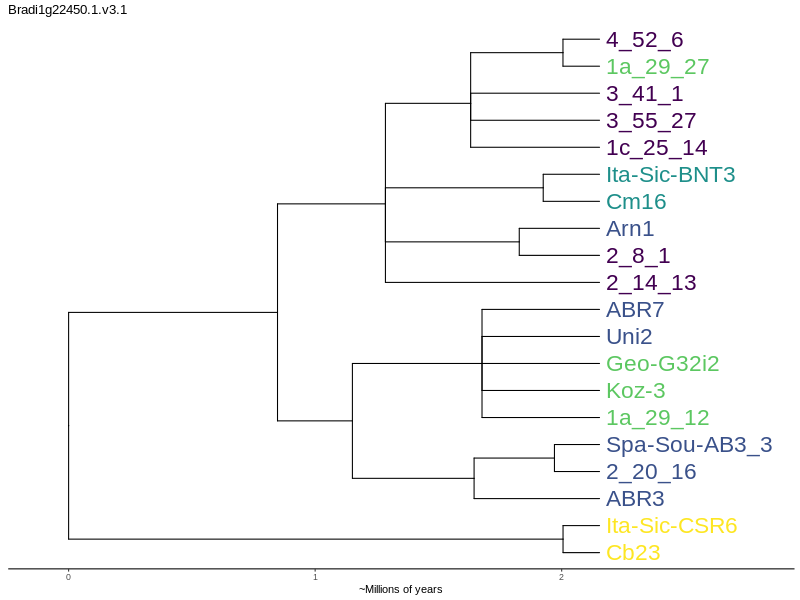 Bradi1g22450.1.v3.1
4_52_6
1a_29_27
3_41_1
3_55_27
1c_25_14
Ita-Sic-BNT3
Cm16
Arn1
2_8_1
2_14_13
ABR7
Uni2
Geo-G32i2
Koz-3
1a_29_12
Spa-Sou-AB3_3
2_20_16
ABR3
Ita-Sic-CSR6
Cb23
0 1 2
~Millions of years